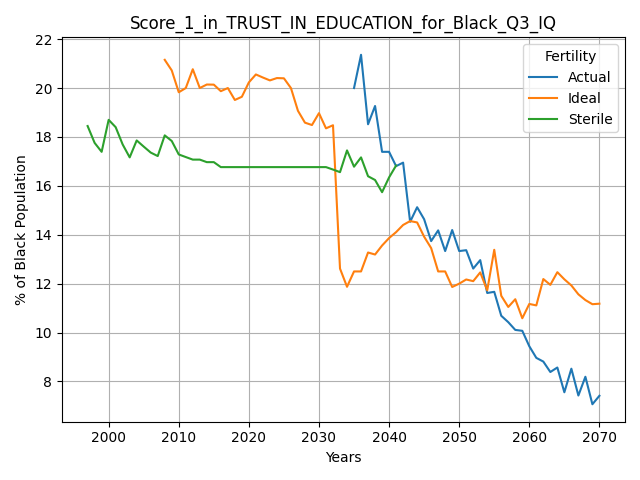 Score_1_in_TRUST_IN_EDUCATION_for_Black_Q3_IQ
Fertility
Actual
Ideal
Sterile
% of Black Population
22
20
18
16
14
12
10
8
2000
2010
2020
2030
2040
2050
2060
2070
Years